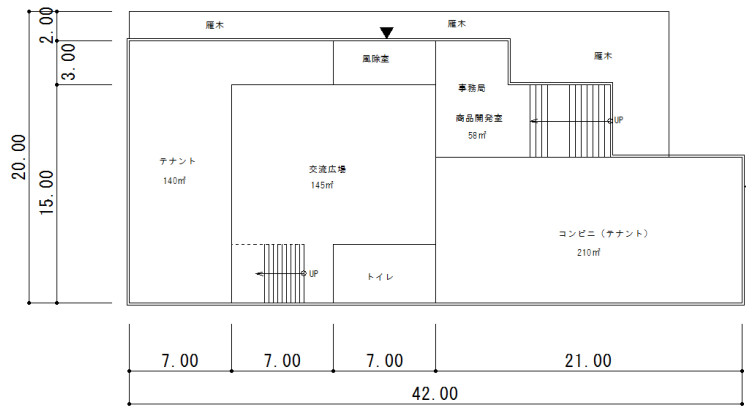 雁木
雁木
雁木
2.00
3.00
風除室
事務局
商品開発室
58㎡
UP
20.00
15.00
テナント
140㎡
交流広場
145㎡
コンビニ（テナント）
210㎡
UP
トイレ
7.00
7.00
7.00
21.00
42.00